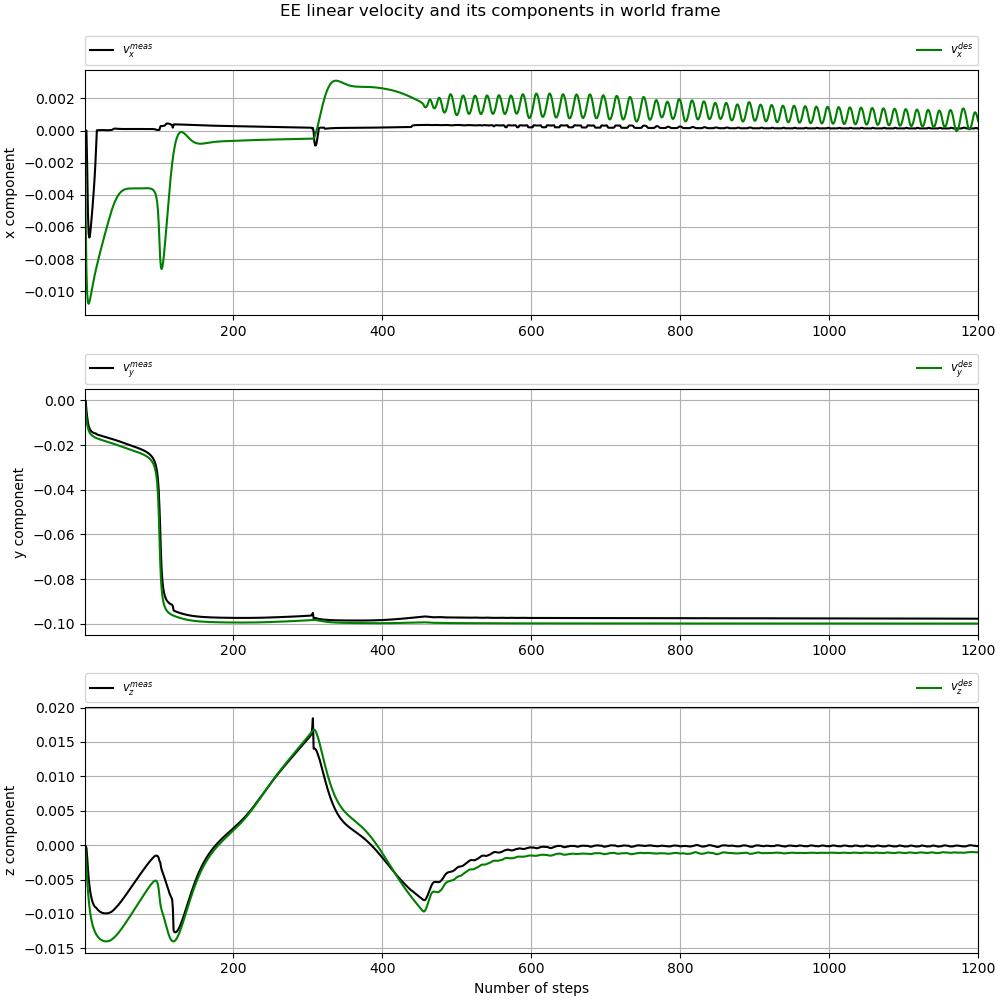 EE linear velocity and its components in world frame
v_x^{meas} v_x^{des}
0.002
0.000
−0.002
−0.004
−0.006
−0.008
−0.010
x component
200 400 600 800 1000 1200
v_y^{meas} v_y^{des}
0.00
−0.02
−0.04
−0.06
−0.08
−0.10
y component
200 400 600 800 1000 1200
v_z^{meas} v_z^{des}
0.020
0.015
0.010
0.005
0.000
−0.005
−0.010
−0.015
z component
200 400 600 800 1000 1200
Number of steps